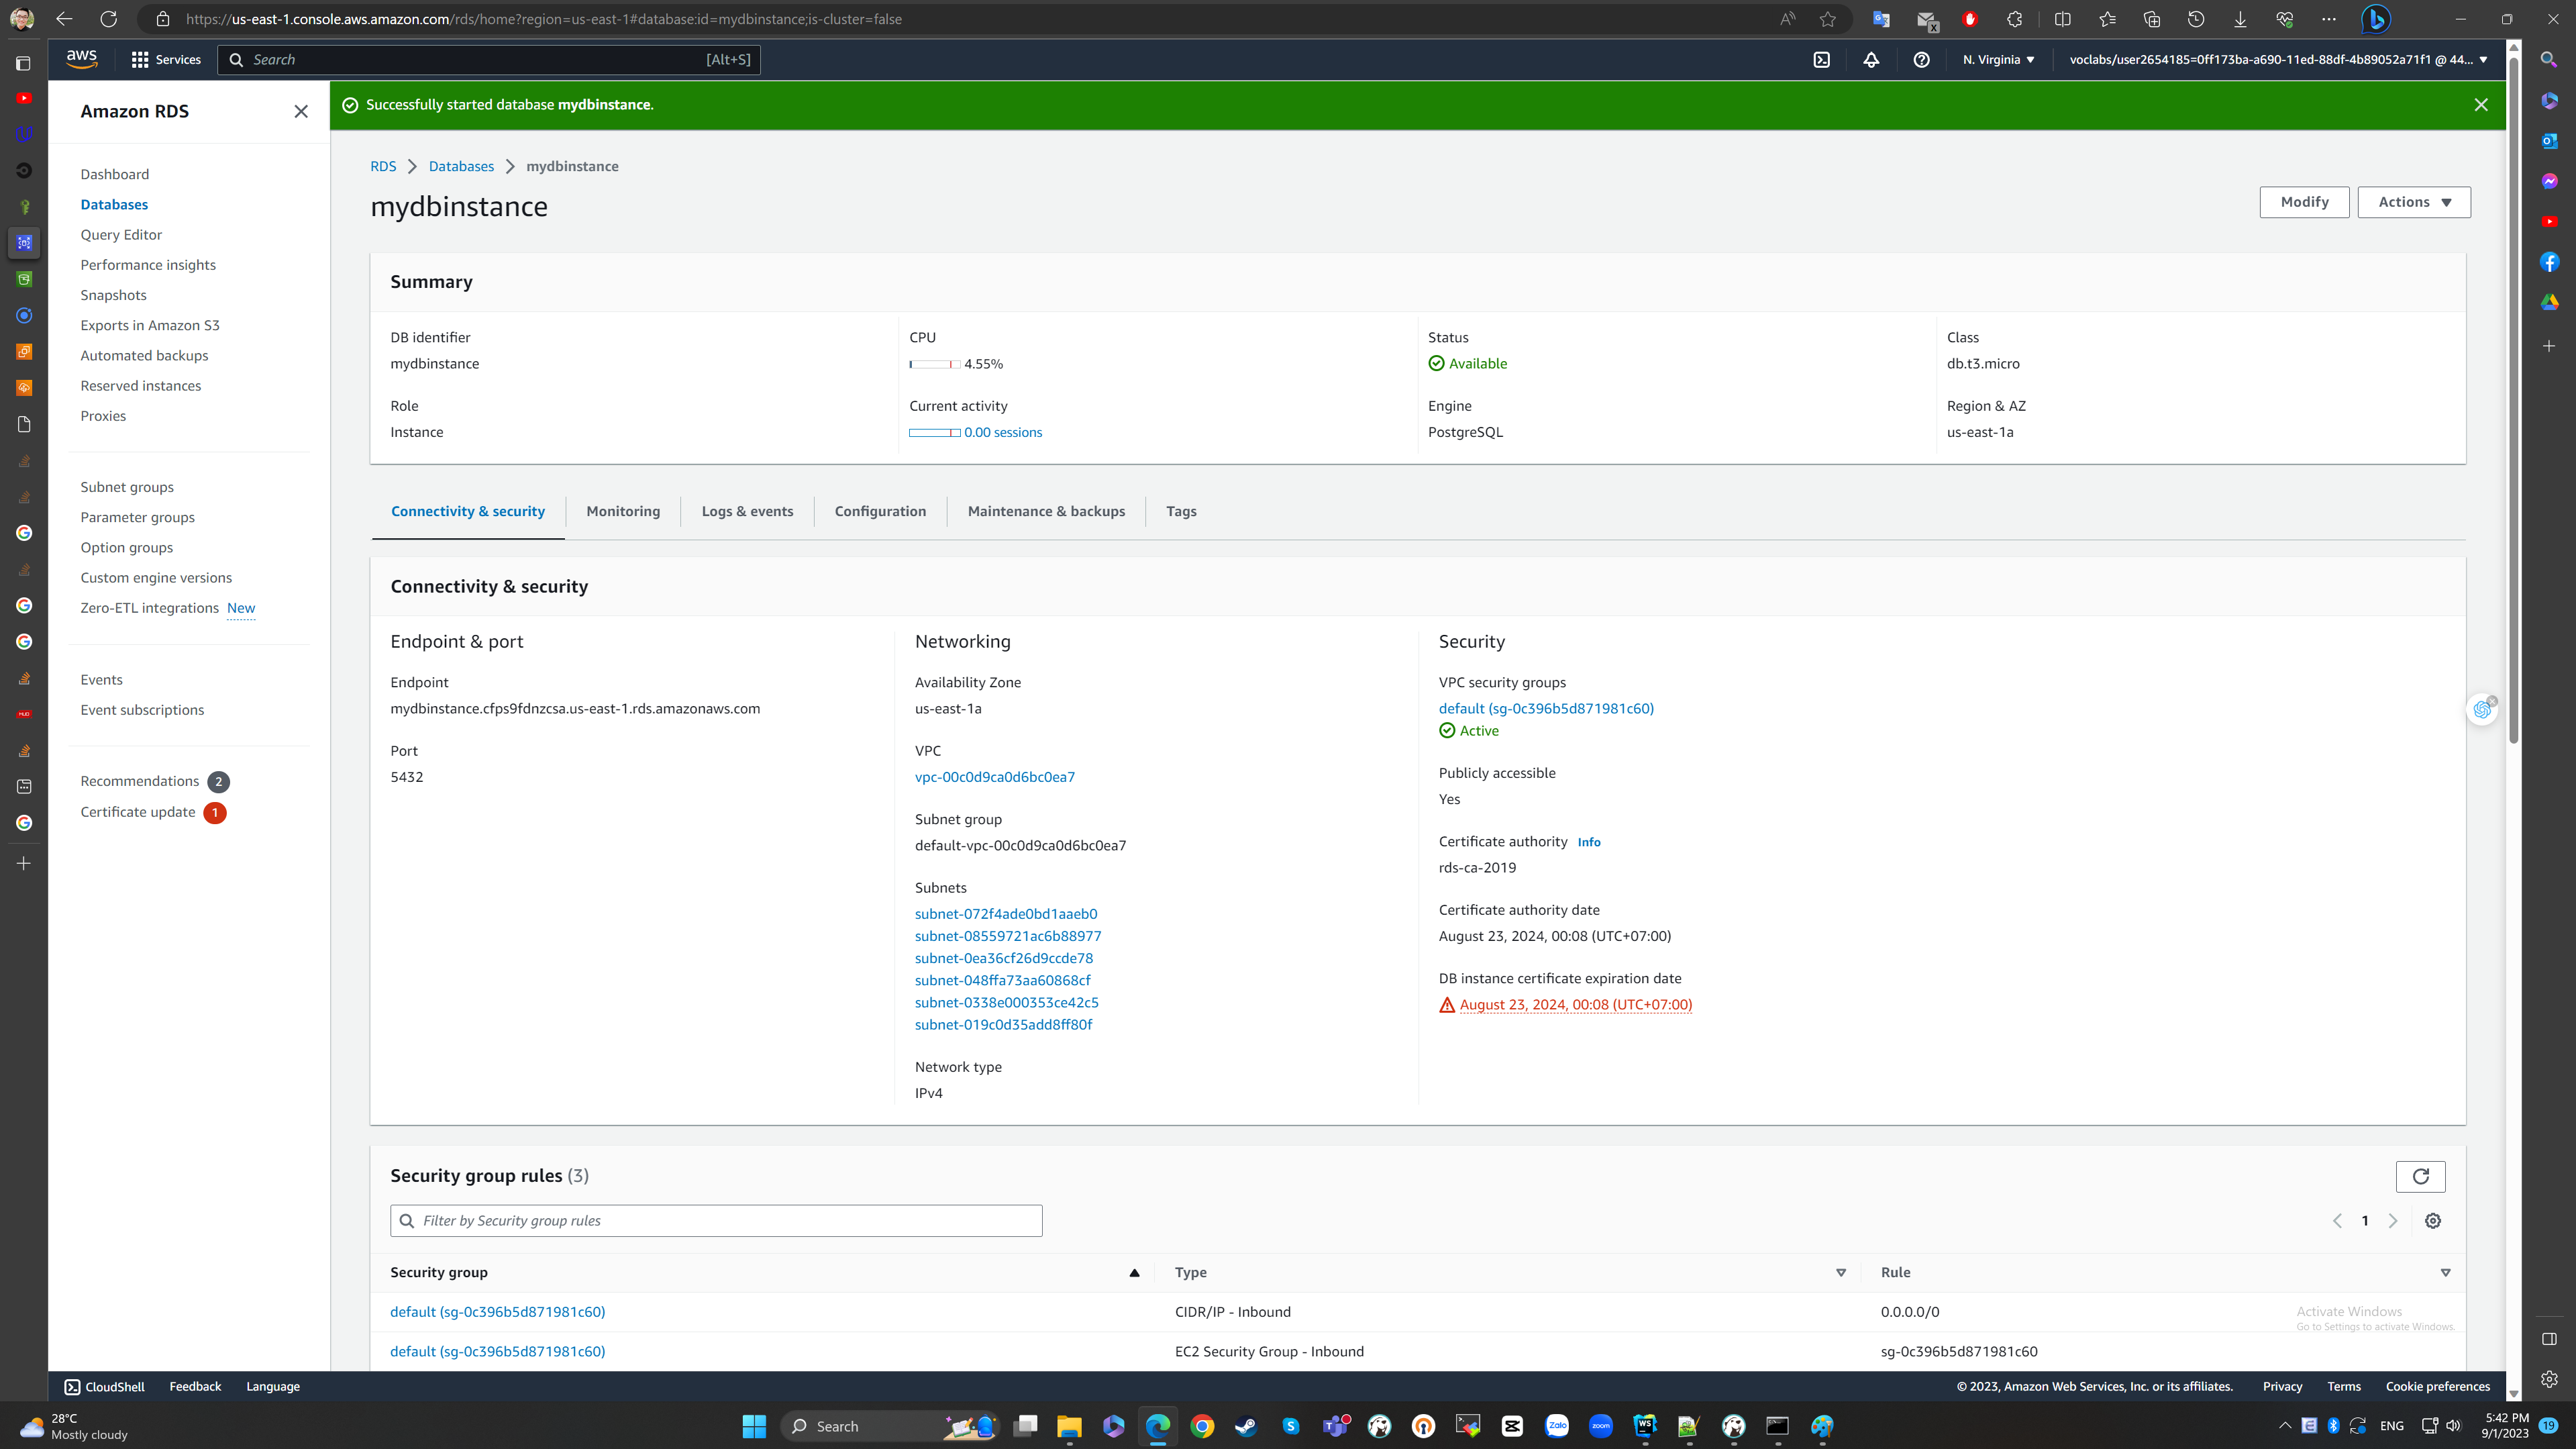 https://us-east-1.console.aws.amazon.com/rds/home?region=us-east-1#database:id=mydbinstance;is-cluster=false
aws
Services
Search
[Alt+S]
N. Virginia
voclabs/user2654185=0ff173ba-a690-11ed-88df-4b89052a71f1 @ 44...
Amazon RDS
Dashboard
Databases
Query Editor
Performance insights
Snapshots
Exports in Amazon S3
Automated backups
Reserved instances
Proxies
Subnet groups
Parameter groups
Option groups
Custom engine versions
Zero-ETL integrations New
Events
Event subscriptions
Recommendations 2
Certificate update 1
Successfully started database mydbinstance.
RDS > Databases > mydbinstance
mydbinstance
Modify
Actions
Summary
DB identifier
mydbinstance
CPU
4.55%
Status
Available
Class
db.t3.micro
Role
Instance
Current activity
0.00 sessions
Engine
PostgreSQL
Region & AZ
us-east-1a
Connectivity & security
Monitoring
Logs & events
Configuration
Maintenance & backups
Tags
Connectivity & security
Endpoint & port
Endpoint
mydbinstance.cfps9fdnzcsa.us-east-1.rds.amazonaws.com
Port
5432
Networking
Availability Zone
us-east-1a
VPC
vpc-00c0d9ca0d6bc0ea7
Subnet group
default-vpc-00c0d9ca0d6bc0ea7
Subnets
subnet-072f4ade0bd1aaeb0
subnet-08559721ac6b88977
subnet-0ea36cf26d9ccde78
subnet-048ffa73aa60868cf
subnet-0338e000353ce42c5
subnet-019c0d35add8ff80f
Network type
IPv4
Security
VPC security groups
default (sg-0c396b5d871981c60)
Active
Publicly accessible
Yes
Certificate authority Info
rds-ca-2019
Certificate authority date
August 23, 2024, 00:08 (UTC+07:00)
DB instance certificate expiration date
August 23, 2024, 00:08 (UTC+07:00)
Security group rules (3)
Filter by Security group rules
1
Security group
Type
Rule
default (sg-0c396b5d871981c60)
CIDR/IP - Inbound
0.0.0.0/0
default (sg-0c396b5d871981c60)
EC2 Security Group - Inbound
sg-0c396b5d871981c60
Activate Windows
Go to Settings to activate Windows.
CloudShell
Feedback
Language
© 2023, Amazon Web Services, Inc. or its affiliates.
Privacy
Terms
Cookie preferences
28°C
Mostly cloudy
Search
Zalo
zoom
WS
ENG
5:42 PM
9/1/2023
19